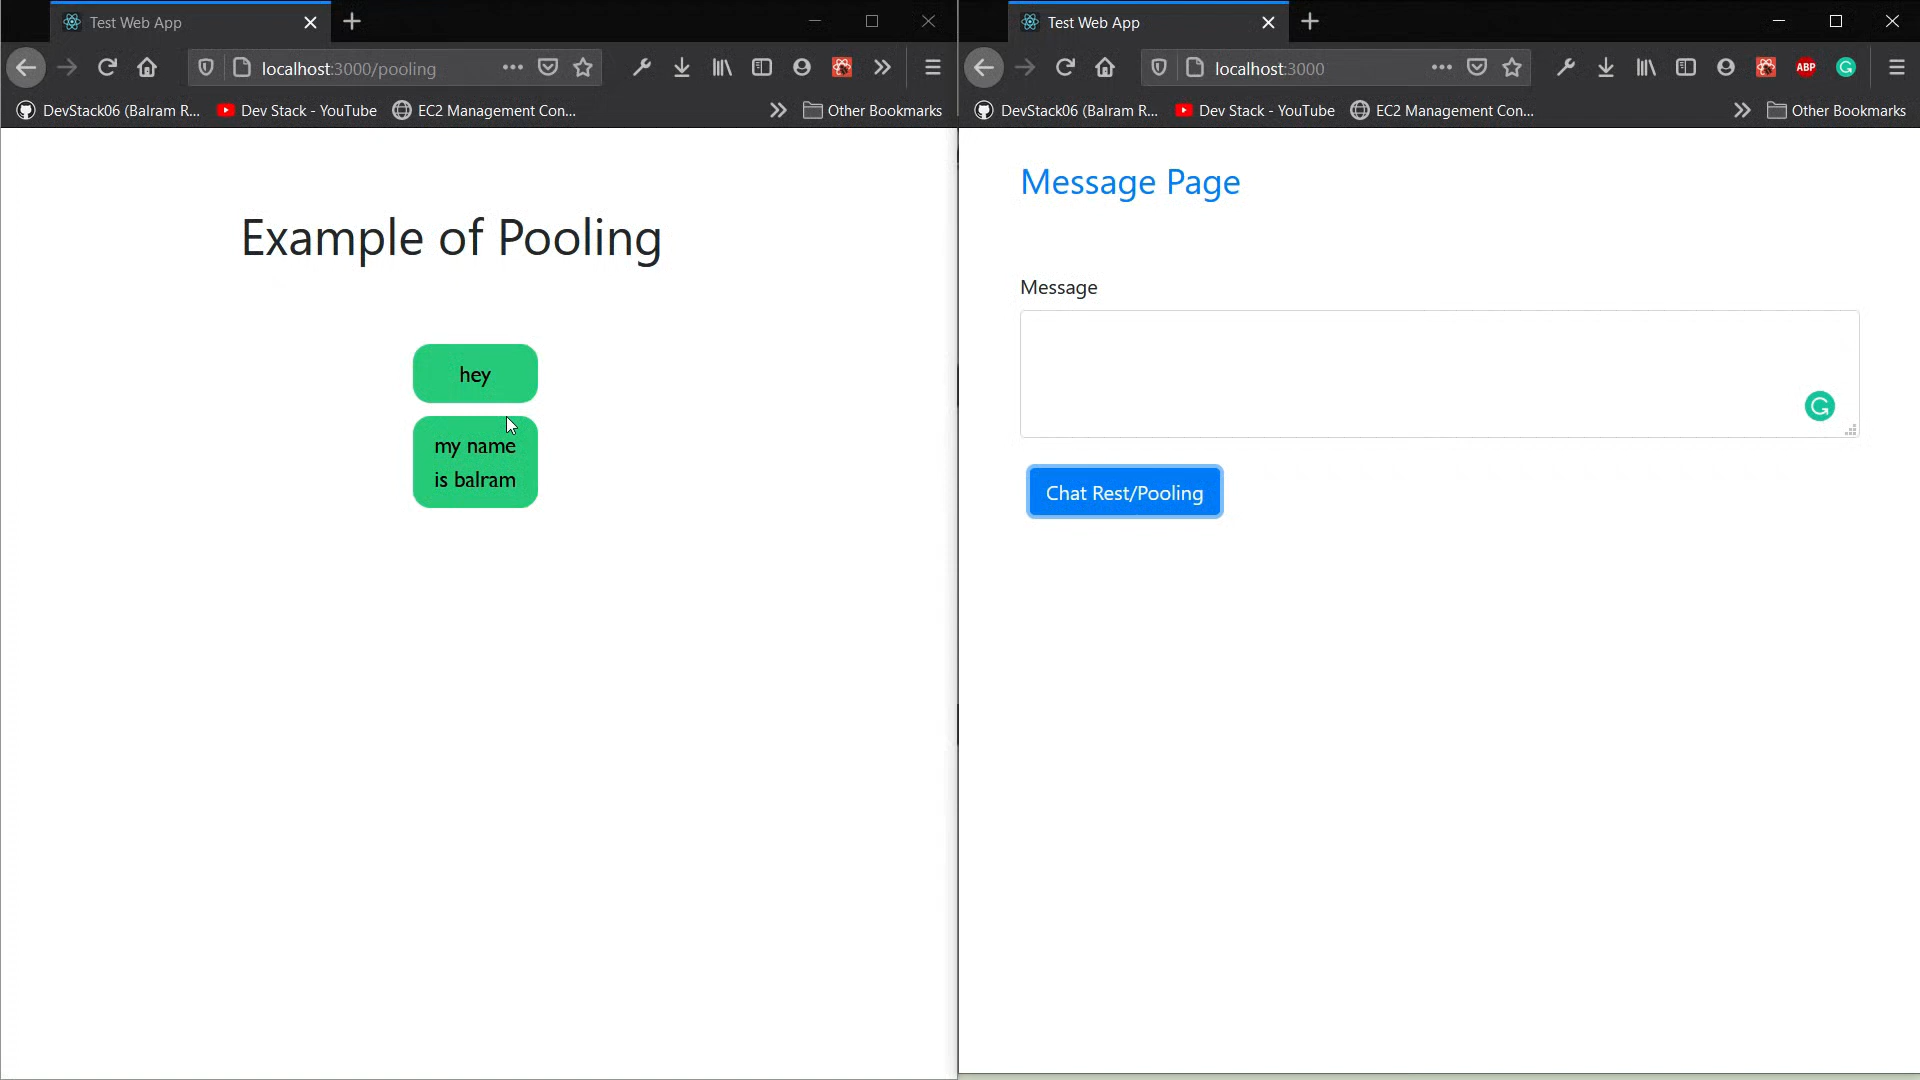 Test Web App
localhost:3000/pooling
DevStack06 (Balram R...
Dev Stack - YouTube
EC2 Management Con...
Other Bookmarks
Example of Pooling
hey
my name
is balram
Test Web App
localhost:3000
ABP
DevStack06 (Balram R...
Dev Stack - YouTube
EC2 Management Con...
Other Bookmarks
Message Page
Message
Chat Rest/Pooling